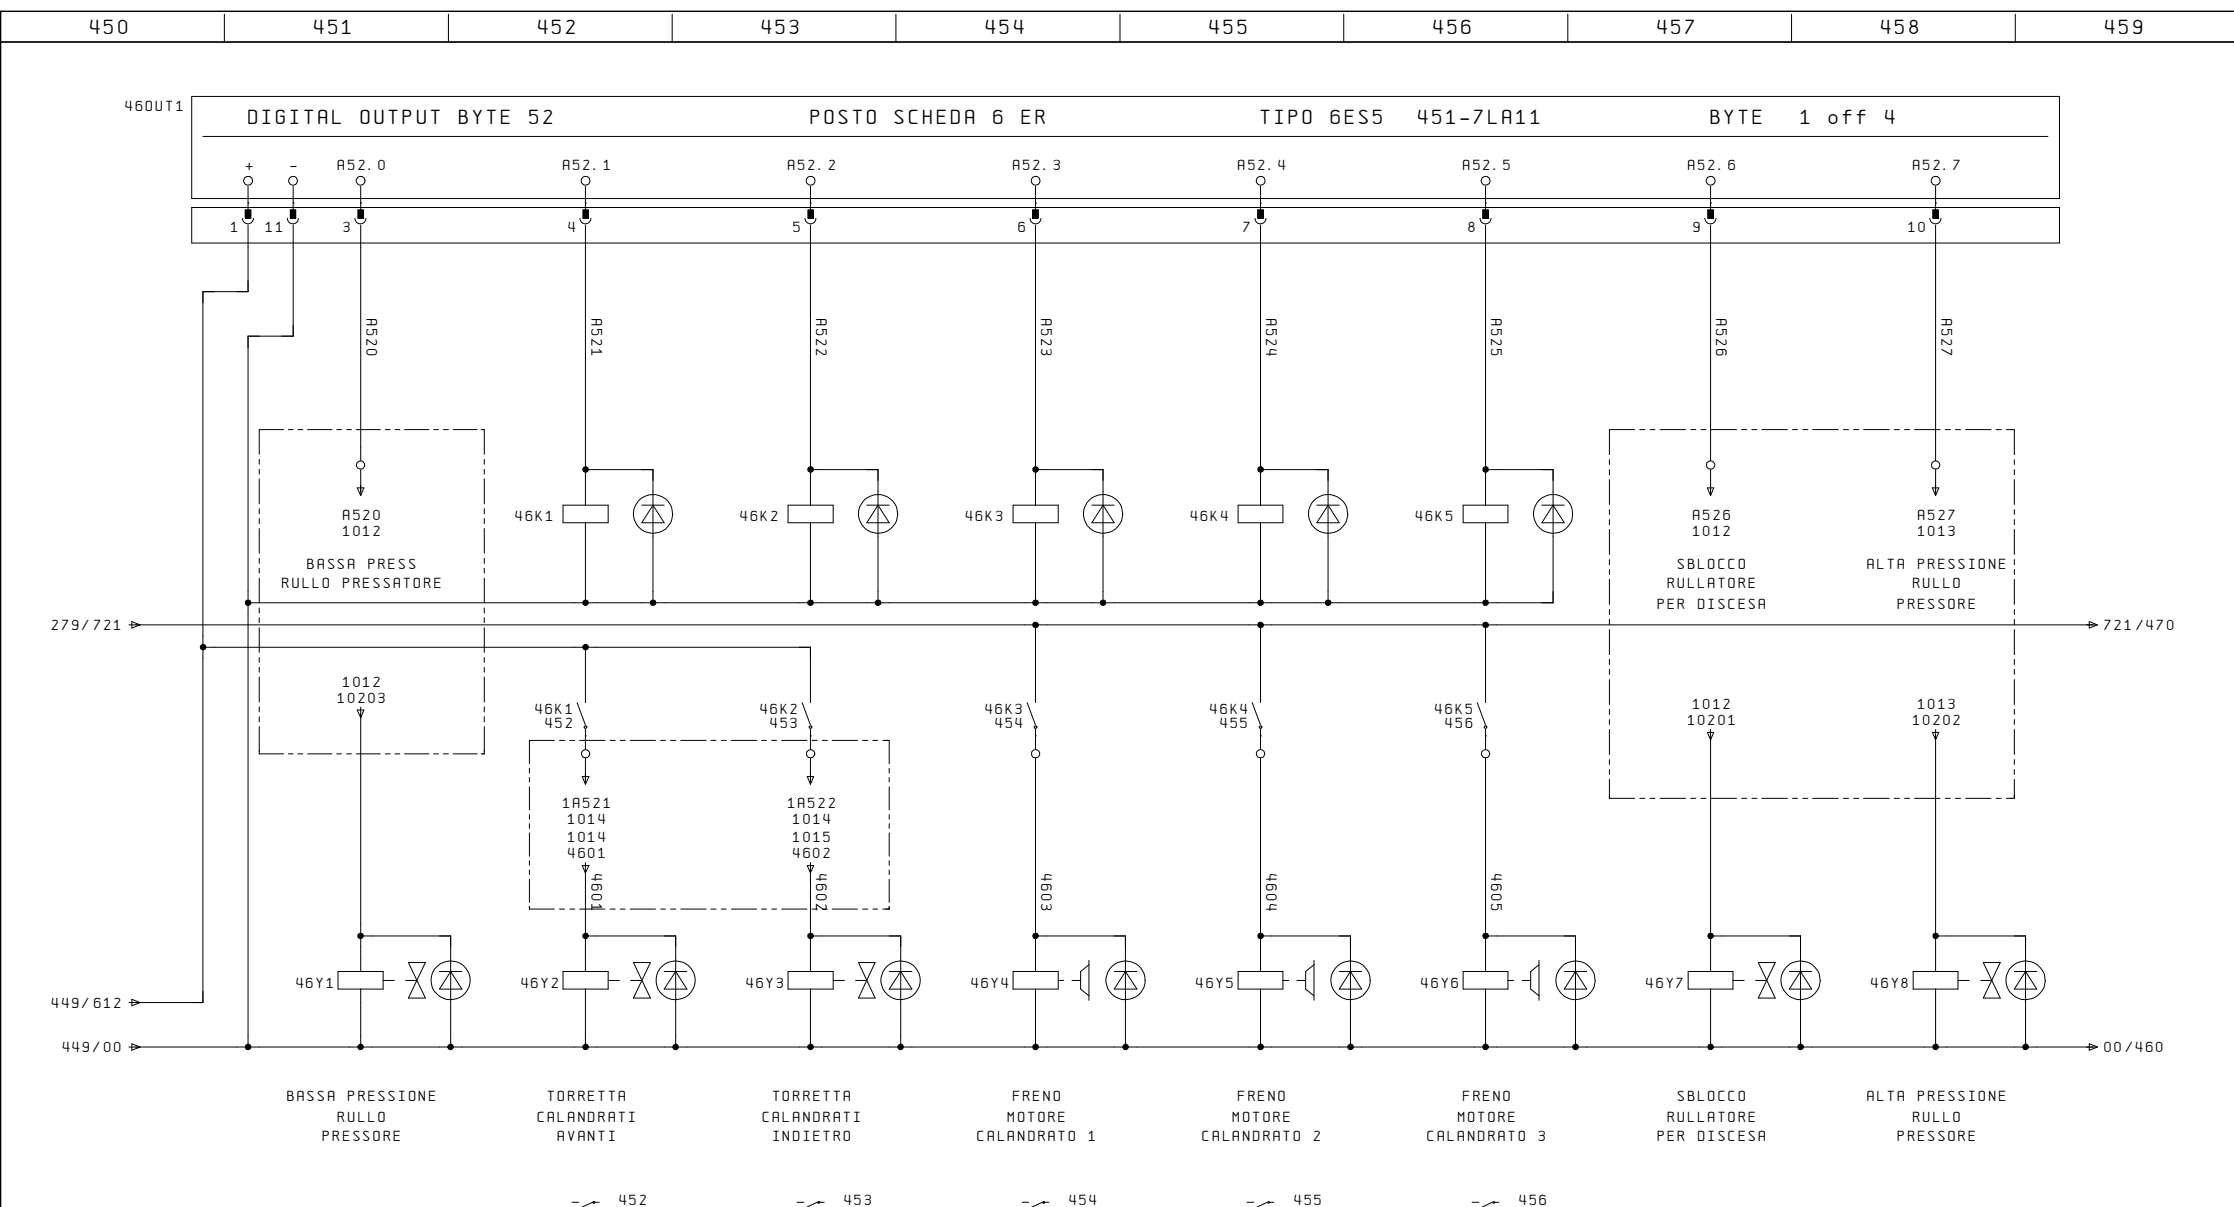 450 451 452 453 454 455 456 457 458 459
460UT1
DIGITAL OUTPUT BYTE 52 POSTO SCHEDA 6 ER TIPO 6ES5 451-7LA11 BYTE 1 off 4
+ - A52.0 A52.1 A52.2 A52.3 A52.4 A52.5 A52.6 A52.7
1 11 3 4 5 6 7 8 9 10
A520 A521 A522 A523 A524 A525 A526 A527
46K1 46K2 46K3 46K4 46K5
A520 A526 A527
1012 1012 1013
BASSA PRESS SBLOCCO ALTA PRESSIONE
RULLO PRESSATORE RULLATORE RULLO
PER DISCESA PRESSORE
279/721 721/470
1012
10203
1012 1013
10201 10202
46K1 46K2 46K3 46K4 46K5
452 453 454 455 456
1A521 1A522
1014 1014
1014 1015
4601 4602
4601 4602 4603 4604 4605
46Y1 46Y2 46Y3 46Y4 46Y5 46Y6 46Y7 46Y8
449/612
449/00 00/460
BASSA PRESSIONE TORRETTA TORRETTA FRENO FRENO FRENO SBLOCCO ALTA PRESSIONE
RULLO CALANDRATI CALANDRATI MOTORE MOTORE MOTORE RULLATORE RULLO
PRESSORE AVANTI INDIETRO CALANDRATO 1 CALANDRATO 2 CALANDRATO 3 PER DISCESA PRESSORE
452 453 454 455 456